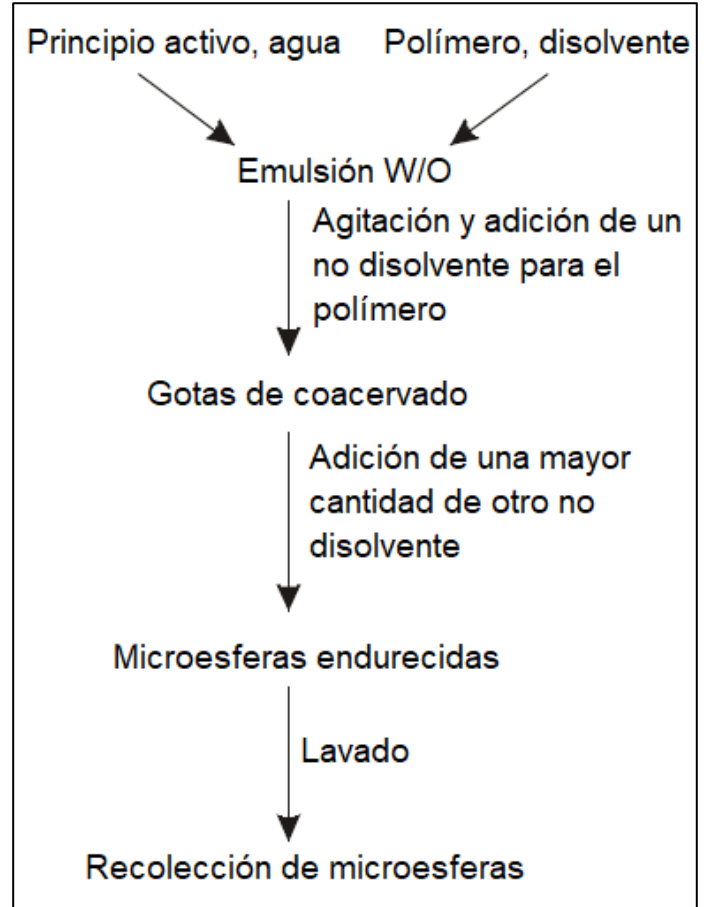 Principio activo, agua
Polímero, disolvente
Emulsión W/O
Agitación y adición de un
no disolvente para el
polímero
Gotas de coacervado
Adición de una mayor
cantidad de otro no
disolvente
Microesferas endurecidas
Lavado
Recolección de microesferas